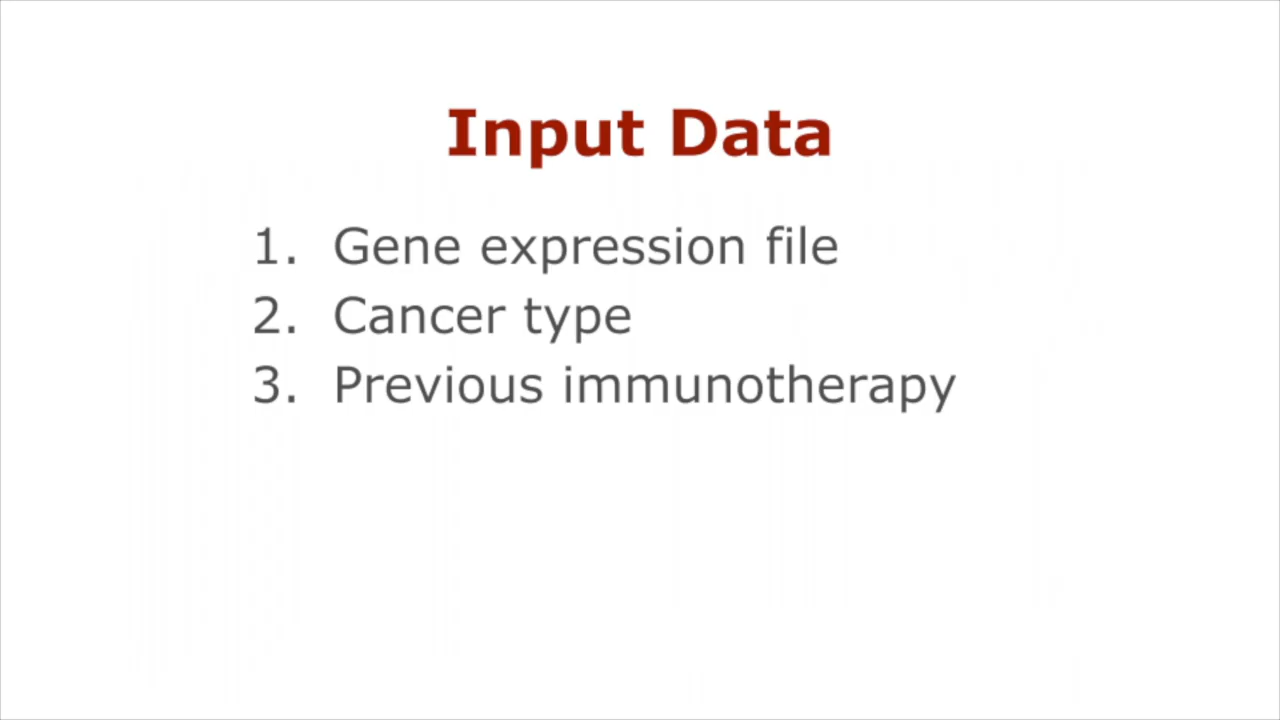 Input Data
1. Gene expression file
2. Cancer type
3. Previous immunotherapy